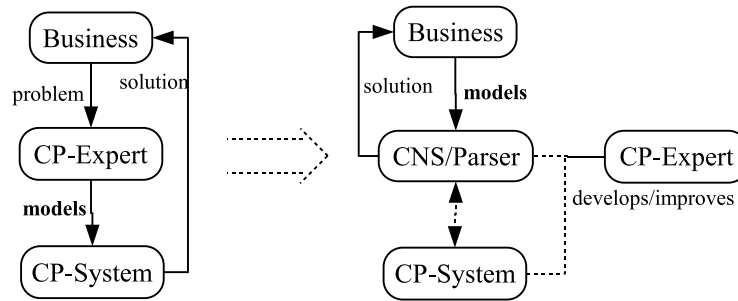 Business
problem
solution
CP-Expert
models
CP-System
Business
solution
models
CNS/Parser
CP-Expert
develops/improves
CP-System